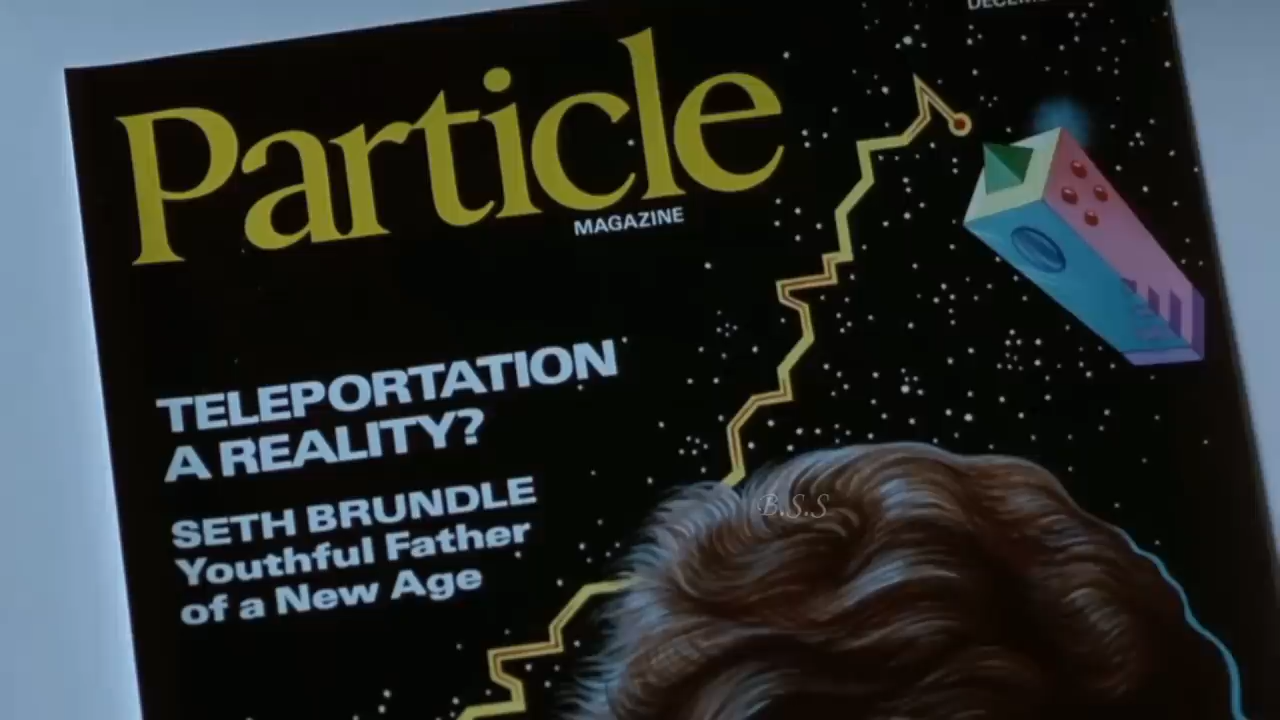 Particle
MAGAZINE
TELEPORTATION
A REALITY?
SETH BRUNDLE
Youthful Father
of a New Age
B.S.S